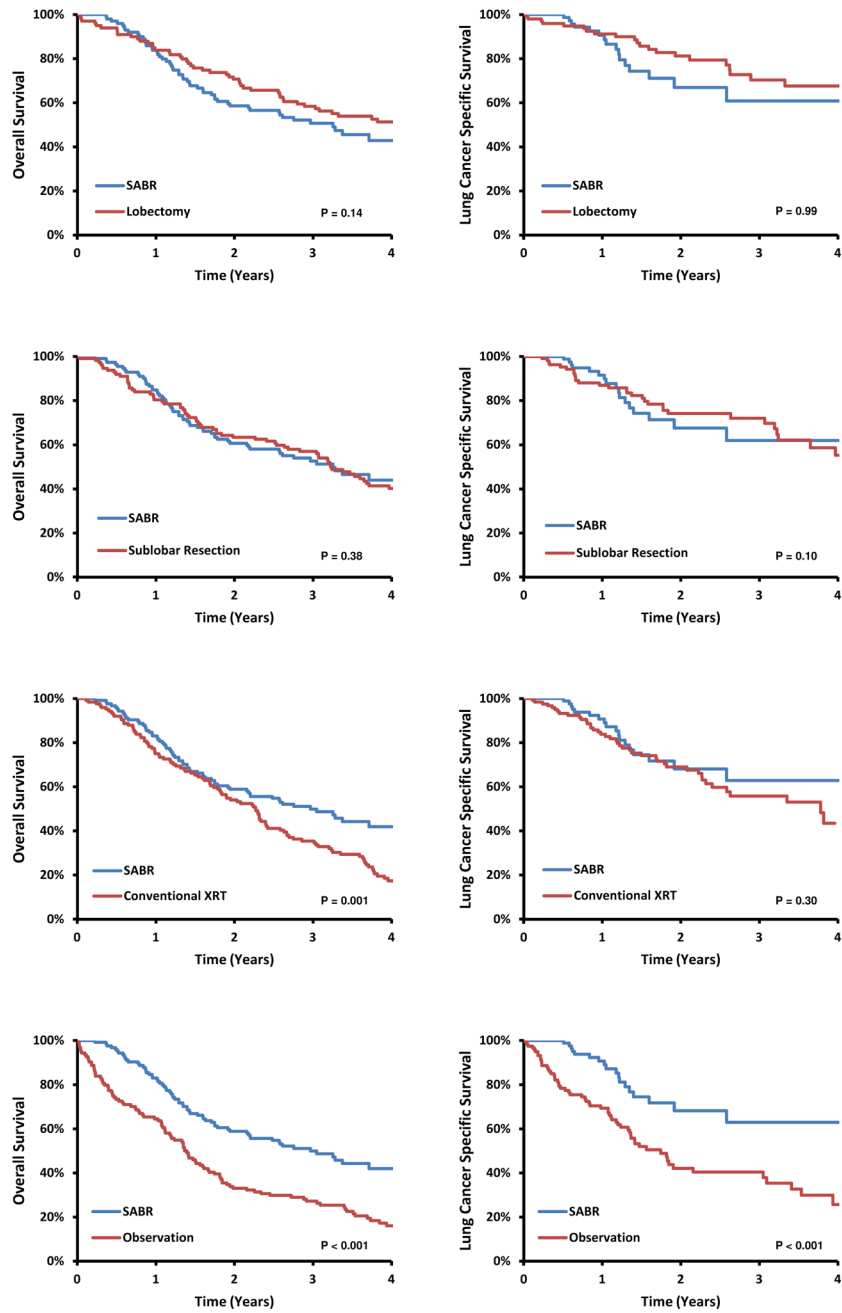 Overall Survival
100%
80%
60%
40%
20%
0%
SABR
Lobectomy
P = 0.14
0 1 2 3 4
Time (Years)
Lung Cancer Specific Survival
100%
80%
60%
40%
20%
0%
SABR
Lobectomy
P = 0.99
0 1 2 3 4
Time (Years)
Overall Survival
100%
80%
60%
40%
20%
0%
SABR
Sublobar Resection
P = 0.38
0 1 2 3 4
Time (Years)
Lung Cancer Specific Survival
100%
80%
60%
40%
20%
0%
SABR
Sublobar Resection
P = 0.10
0 1 2 3 4
Time (Years)
Overall Survival
100%
80%
60%
40%
20%
0%
SABR
Conventional XRT
P = 0.001
0 1 2 3 4
Time (Years)
Lung Cancer Specific Survival
100%
80%
60%
40%
20%
0%
SABR
Conventional XRT
P = 0.30
0 1 2 3 4
Time (Years)
Overall Survival
100%
80%
60%
40%
20%
0%
SABR
Observation
P < 0.001
0 1 2 3 4
Time (Years)
Lung Cancer Specific Survival
100%
80%
60%
40%
20%
0%
SABR
Observation
P < 0.001
0 1 2 3 4
Time (Years)